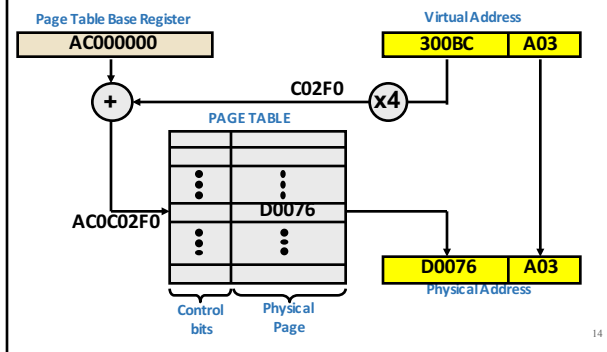 Page Table Base Register
Virtual Address
AC000000
300BC A03
C02F0
+
x4
PAGE TABLE
D0076
AC0C02F0
D0076 A03
Physical Address
Control
bits
Physical
Page
14